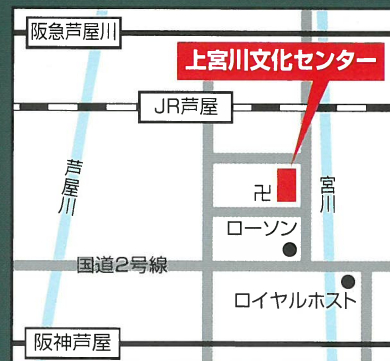 阪急芦屋川
上宮川文化センター
JR芦屋
芦屋川
卍
宮川
ローソン
国道2号線
ロイヤルホスト
阪神芦屋